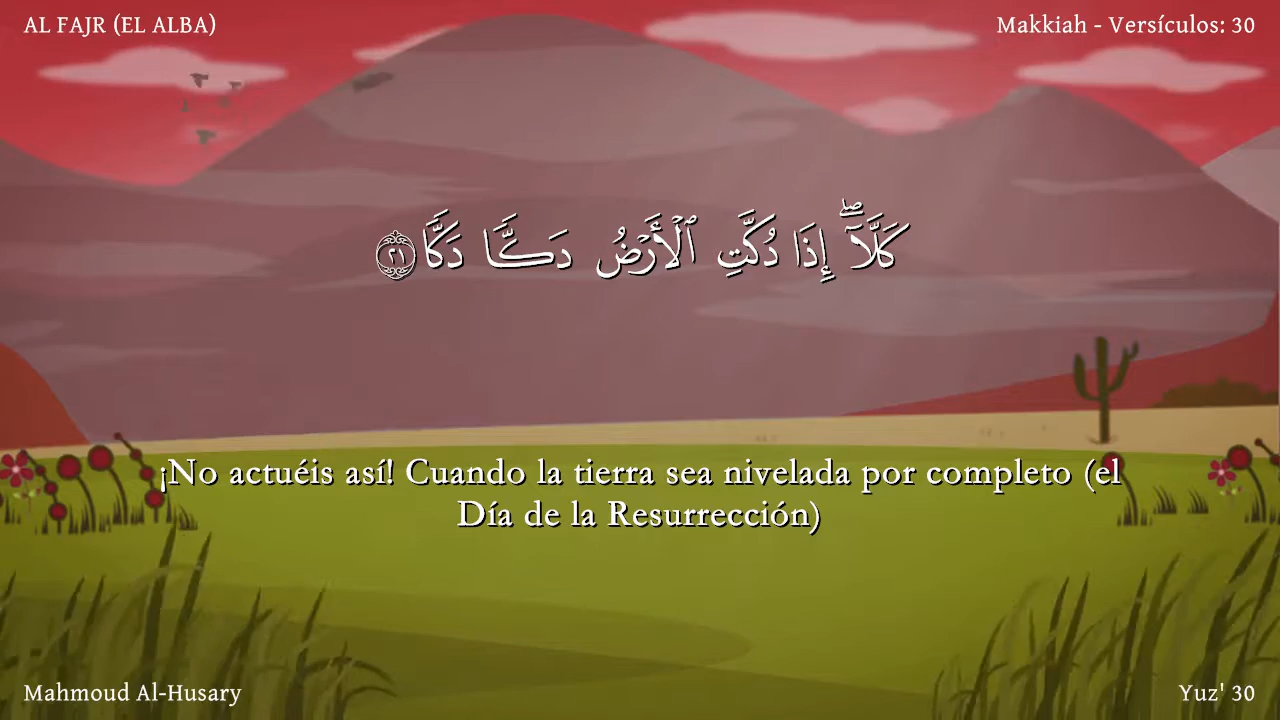 AL FAJR (EL ALBA)
Makkiah - Versículos: 30
كَلَّآۖ إِذَا دُكَّتِ ٱلۡأَرۡضُ دَكّٗا دَكّٗا ٢١
¡No actuéis así! Cuando la tierra sea nivelada por completo (el
Día de la Resurrección)
Mahmoud Al-Husary
Yuz' 30